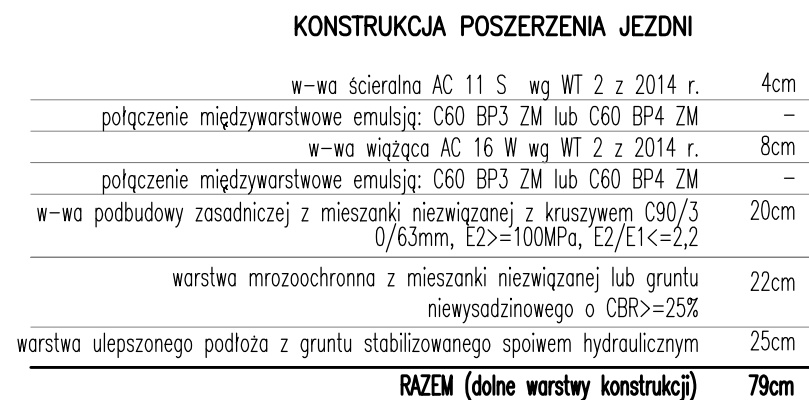 KONSTRUKCJA POSZERZENIA JEZDNI
w-wa ścieralna AC 11 S wg WT 2 z 2014 r. 4cm
połączenie międzywarstwowe emulsją: C60 BP3 ZM lub C60 BP4 ZM –
w-wa wiążąca AC 16 W wg WT 2 z 2014 r. 8cm
połączenie międzywarstwowe emulsją: C60 BP3 ZM lub C60 BP4 ZM –
w-wa podbudowy zasadniczej z mieszanki niezwiązanej z kruszywem C90/3 20cm
0/63mm, E2>=100MPa, E2/E1<=2,2
warstwa mrozoochronna z mieszanki niezwiązanej lub gruntu 22cm
niewysadzinowego o CBR>=25%
warstwa ulepszonego podłoża z gruntu stabilizowanego spoiwem hydraulicznym 25cm
RAZEM (dolne warstwy konstrukcji) 79cm